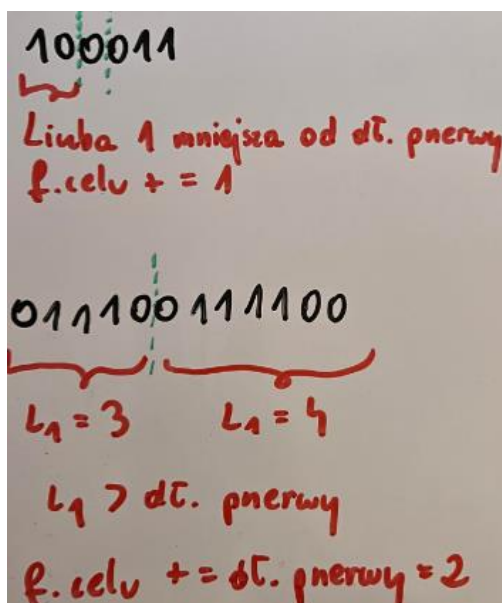 100011
Liczba 1 mniejsza od dł. przerwy
f. celu += 1
011100111100
L₁ = 3 L₁ = 4
L₁ > dł. przerwy
f. celu += dł. przerwy = 2